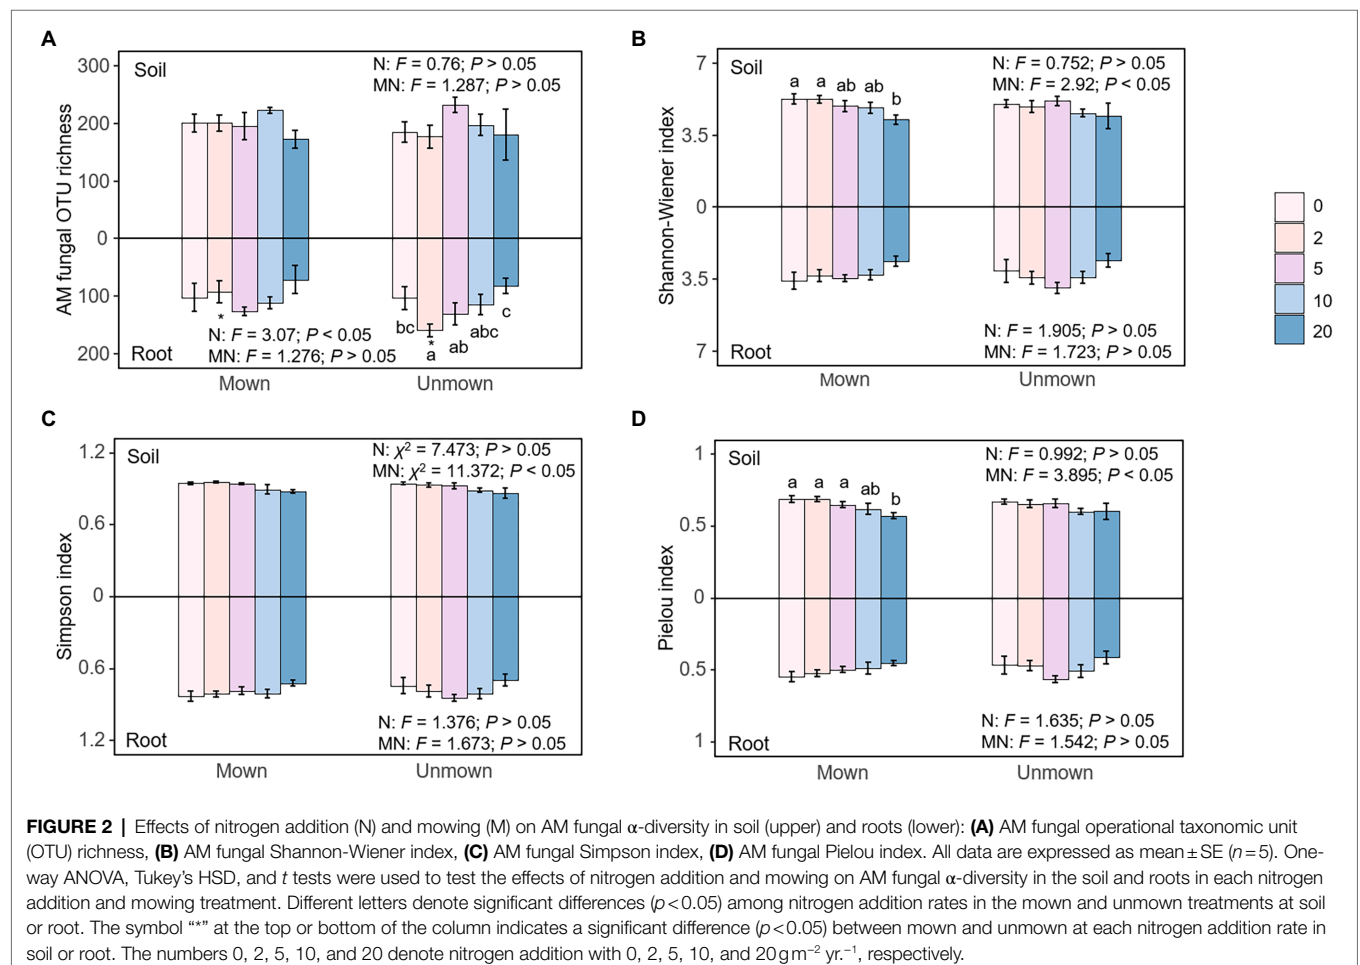 A
B
300
200
100
0
100
200
AM fungal OTU richness
Soil
N: F = 0.76; P > 0.05
MN: F = 1.287; P > 0.05
*
bc
*
a
ab
abc
c
N: F = 3.07; P < 0.05
MN: F = 1.276; P > 0.05
Root
Mown
Unmown
7
3.5
0
3.5
7
Shannon-Wiener index
Soil
N: F = 0.752; P > 0.05
MN: F = 2.92; P < 0.05
a
a
ab
ab
b
N: F = 1.905; P > 0.05
MN: F = 1.723; P > 0.05
Root
Mown
Unmown
0
2
5
10
20
C
D
1.2
0.6
0
0.6
1.2
Simpson index
Soil
N: χ² = 7.473; P > 0.05
MN: χ² = 11.372; P < 0.05
N: F = 1.376; P > 0.05
MN: F = 1.673; P > 0.05
Root
Mown
Unmown
1
0.5
0
0.5
1
Pielou index
Soil
N: F = 0.992; P > 0.05
MN: F = 3.895; P < 0.05
a
a
a
ab
b
N: F = 1.635; P > 0.05
MN: F = 1.542; P > 0.05
Root
Mown
Unmown
FIGURE 2 | Effects of nitrogen addition (N) and mowing (M) on AM fungal α-diversity in soil (upper) and roots (lower): (A) AM fungal operational taxonomic unit
(OTU) richness, (B) AM fungal Shannon-Wiener index, (C) AM fungal Simpson index, (D) AM fungal Pielou index. All data are expressed as mean ± SE (n = 5). One-
way ANOVA, Tukey's HSD, and t tests were used to test the effects of nitrogen addition and mowing on AM fungal α-diversity in the soil and roots in each nitrogen
addition and mowing treatment. Different letters denote significant differences (p < 0.05) among nitrogen addition rates in the mown and unmown treatments at soil
or root. The symbol "*" at the top or bottom of the column indicates a significant difference (p < 0.05) between mown and unmown at each nitrogen addition rate in
soil or root. The numbers 0, 2, 5, 10, and 20 denote nitrogen addition with 0, 2, 5, 10, and 20 g m⁻² yr.⁻¹, respectively.